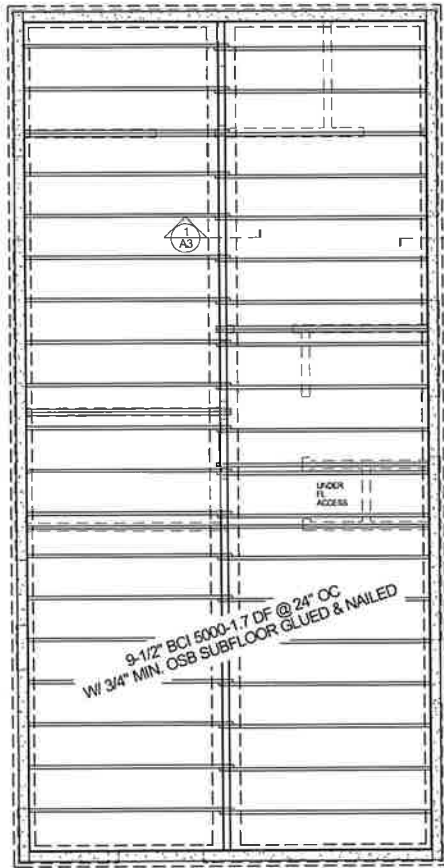 1
A3
UNDER
FL
ACCESS
9-1/2" BCI 5000-1.7 DF @ 24" OC
W/ 3/4" MIN. OSB SUBFLOOR GLUED & NAILED